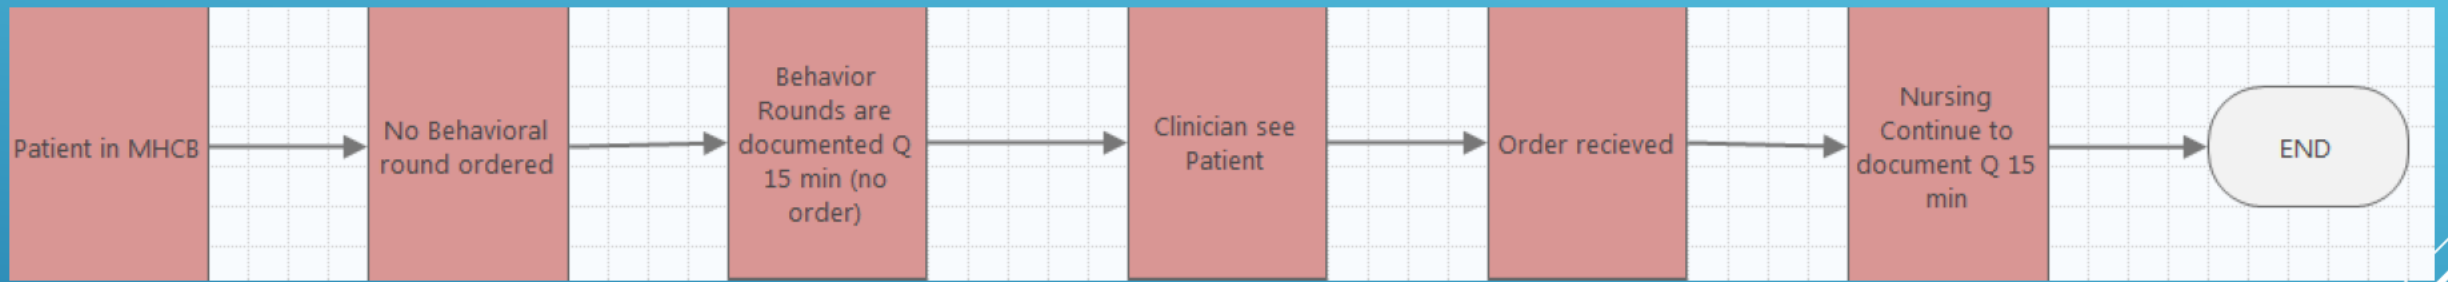 Patient in MHCB
No Behavioral
round ordered
Behavior
Rounds are
documented Q
15 min (no
order)
Clinician see
Patient
Order recieved
Nursing
Continue to
document Q 15
min
END